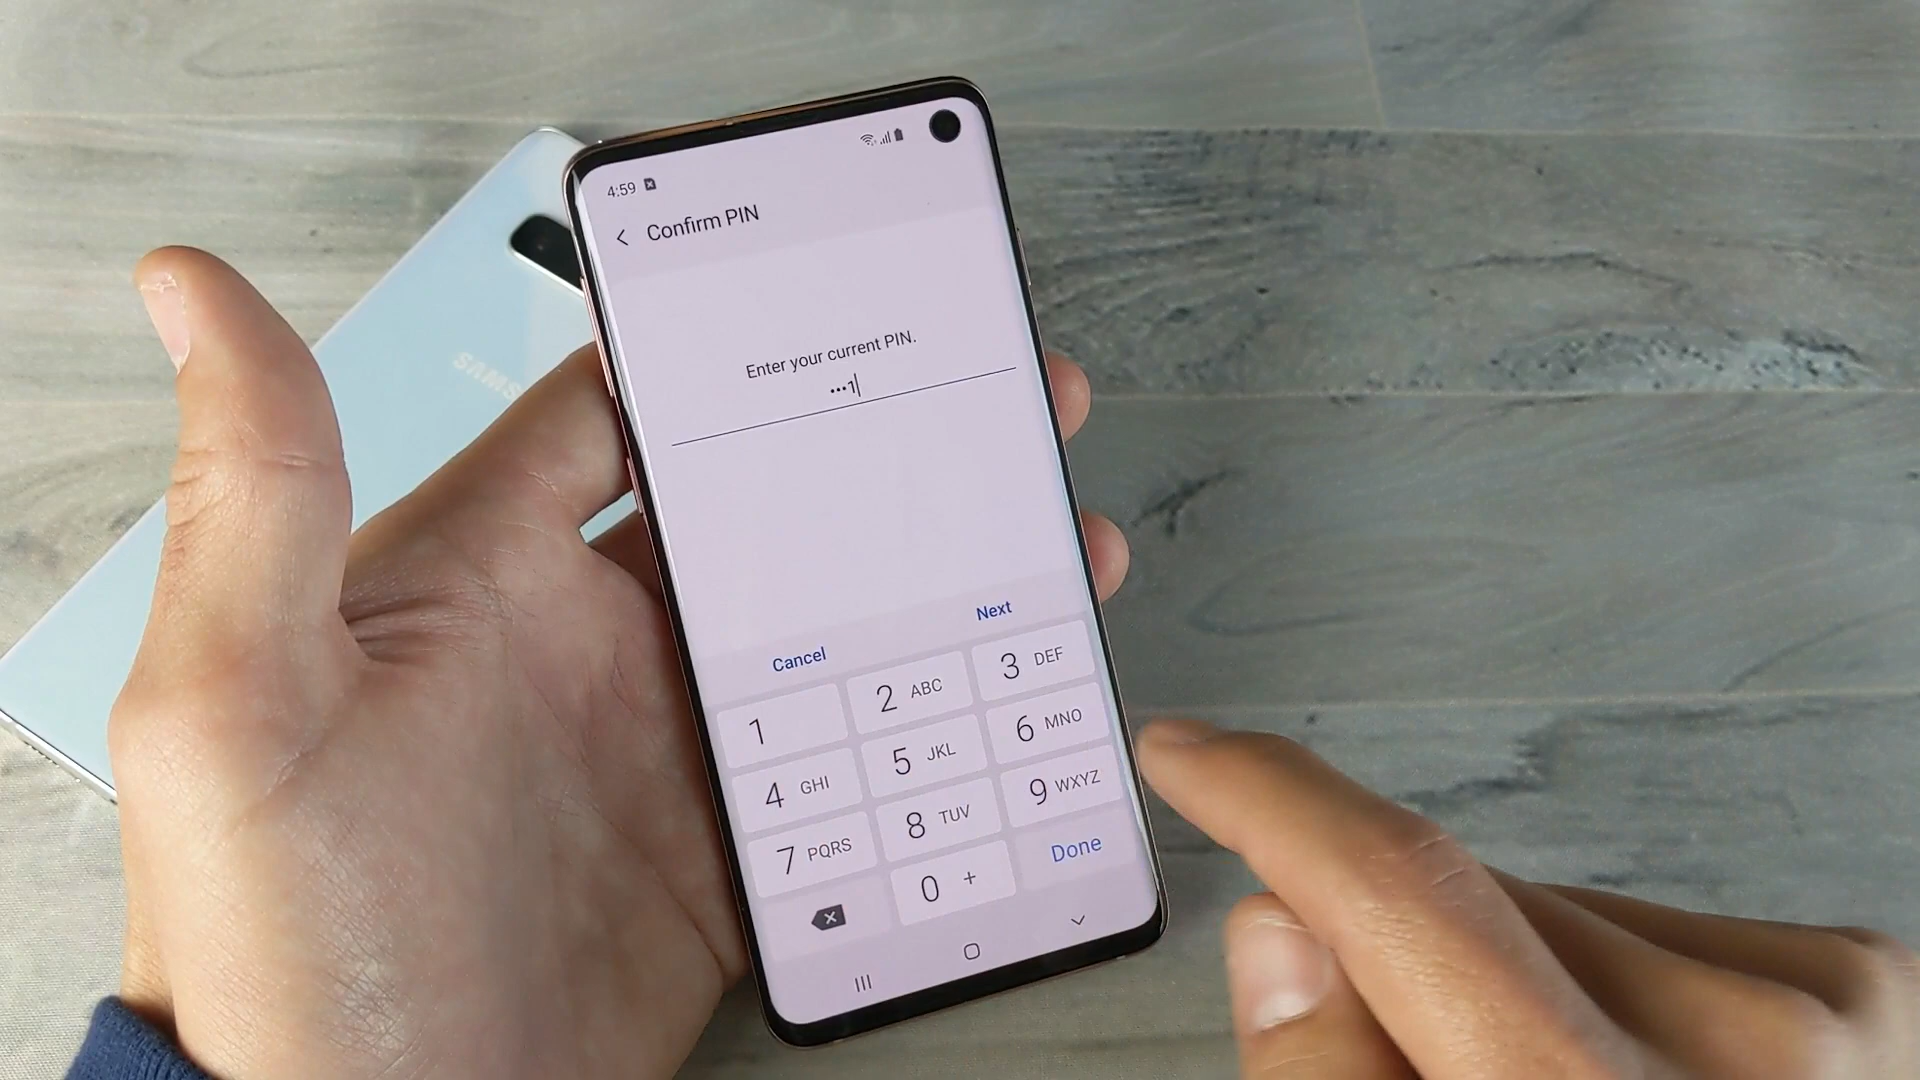 4:59
Confirm PIN
Enter your current PIN.
•••1
Cancel Next
1 2 ABC 3 DEF
4 GHI 5 JKL 6 MNO
7 PQRS 8 TUV 9 WXYZ
0 + Done
SAMS